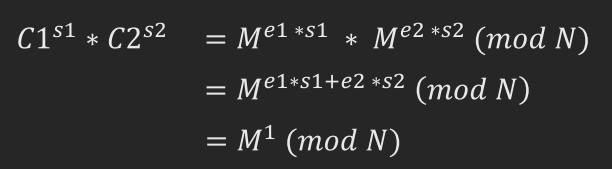 C1^{s1} * C2^{s2} = M^{e1 *s1} * M^{e2 *s2} (mod N)
= M^{e1*s1+e2 *s2} (mod N)
= M^1 (mod N)